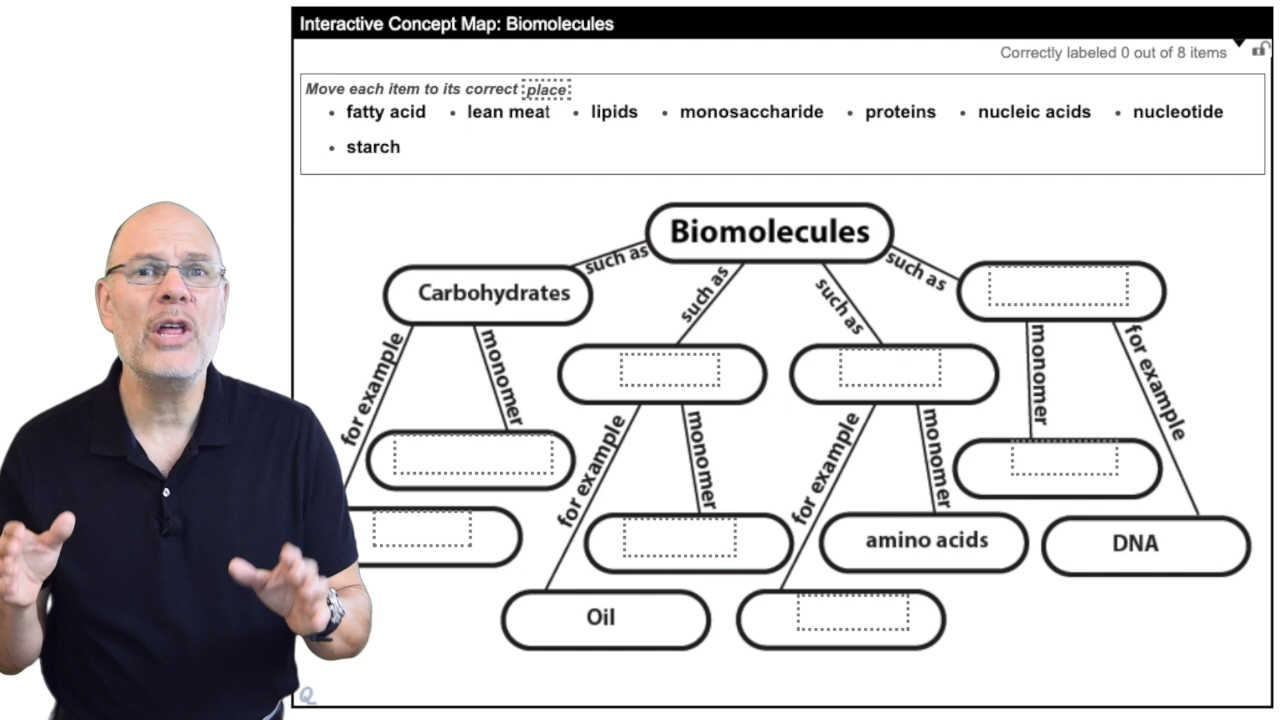 Interactive Concept Map: Biomolecules
Correctly labeled 0 out of 8 items
Move each item to its correct place
• fatty acid • lean meat • lipids • monosaccharide • proteins • nucleic acids • nucleotide
• starch
Biomolecules
such as
such as
such as
such as
Carbohydrates
for example
monomer
for example
monomer
for example
monomer
monomer
for example
amino acids
DNA
Oil
Q